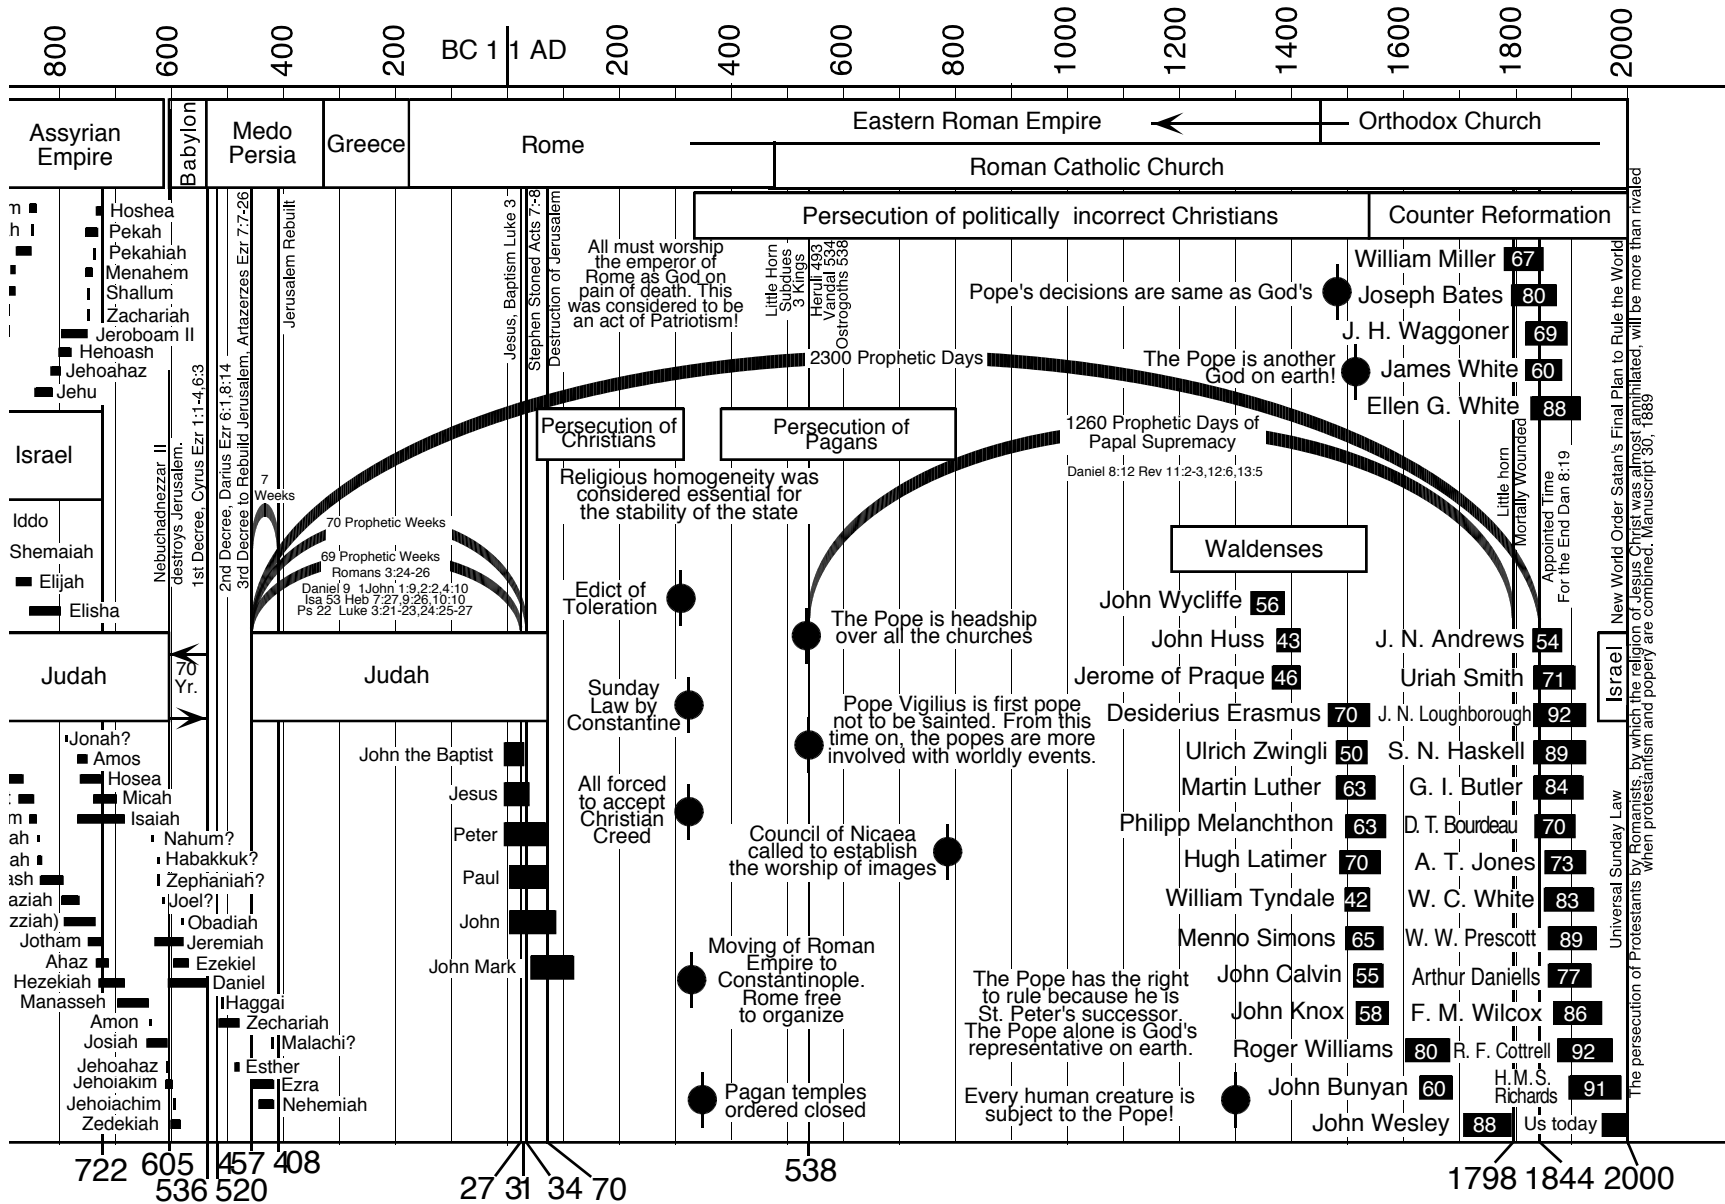 800
600
400
200
BC 1
1 AD
200
400
600
800
1000
1200
1400
1600
1800
2000
Assyrian
Empire
Babylon
Medo
Persia
Greece
Rome
Eastern Roman Empire
Orthodox Church
Roman Catholic Church
Persecution of politically incorrect Christians
Counter Reformation
m
h
Hoshea
Pekah
Pekahiah
Menahem
Shallum
Zachariah
Jeroboam II
Hehoash
Jehoahaz
Jehu
Israel
Iddo
Shemaiah
Elijah
Elisha
Judah
70
Yr.
Judah
Nebuchadnezzar II
destroys Jerusalem.
1st Decree, Cyrus Ezr 1:1-4,6:3
2nd Decree, Darius Ezr 6:1,8:14
3rd Decree to Rebuild Jerusalem, Artazerzes Ezr 7:7-26
Jerusalem Rebuilt
Jesus, Baptism Luke 3
Stephen Stoned Acts 7:-8
Destruction of Jerusalem
All must worship
the emperor of
Rome as God on
pain of death. This
was considered to be
an act of Patriotism!
Little Horn
Subdues
3 Kings
Heruli 493
Vandal 534
Ostrogoths 538
Pope's decisions are same as God's
The Pope is another
God on earth!
William Miller 67
Joseph Bates 80
J. H. Waggoner 69
James White 60
Ellen G. White 88
2300 Prophetic Days
Persecution of
Christians
Persecution of
Pagans
1260 Prophetic Days of
Papal Supremacy
Daniel 8:12 Rev 11:2-3,12:6,13:5
Religious homogeneity was
considered essential for
the stability of the state
7
Weeks
70 Prophetic Weeks
69 Prophetic Weeks
Romans 3:24-26
Daniel 9 1John 1:9,2:2,4:10
Isa 53 Heb 7:27,9:26,10:10
Ps 22 Luke 3:21-23,24:25-27
Waldenses
Little horn
Mortally Wounded
Appointed Time
For the End Dan 8:19
Edict of
Toleration
The Pope is headship
over all the churches
Sunday
Law by
Constantine
Pope Vigilius is first pope
not to be sainted. From this
time on, the popes are more
involved with worldly events.
All forced
to accept
Christian
Creed
Council of Nicaea
called to establish
the worship of images
Moving of Roman
Empire to
Constantinople.
Rome free
to organize
The Pope has the right
to rule because he is
St. Peter's successor.
The Pope alone is God's
representative on earth.
Pagan temples
ordered closed
Every human creature is
subject to the Pope!
John Wycliffe 56
John Huss 43
Jerome of Praque 46
Desiderius Erasmus 70
Ulrich Zwingli 50
Martin Luther 63
Philipp Melanchthon 63
Hugh Latimer 70
William Tyndale 42
Menno Simons 65
John Calvin 55
John Knox 58
Roger Williams 80
John Bunyan 60
John Wesley 88
J. N. Andrews 54
Uriah Smith 71
J. N. Loughborough 92
S. N. Haskell 89
G. I. Butler 84
D. T. Bourdeau 70
A. T. Jones 73
W. C. White 83
W. W. Prescott 89
Arthur Daniells 77
F. M. Wilcox 86
R. F. Cottrell 92
H.M.S.
Richards 91
Us today
Israel
Universal Sunday Law
New World Order Satan's Final Plan to Rule the World
The persecution of Protestants by Romanists, by which the religion of Jesus Christ was almost annihilated, will be more than rivaled
when protestantism and popery are combined. Manuscript 30, 1889
Jonah?
Amos
Hosea
Micah
Isaiah
Nahum?
Habakkuk?
Zephaniah?
Joel?
Obadiah
Jeremiah
Ezekiel
Daniel
Haggai
Zechariah
Malachi?
Esther
Ezra
Nehemiah
m
ah
ah
ash
aziah
zziah)
Jotham
Ahaz
Hezekiah
Manasseh
Amon
Josiah
Jehoahaz
Jehoiakim
Jehoiachim
Zedekiah
John the Baptist
Jesus
Peter
Paul
John
John Mark
722
605
536
520
457
408
27
31
34
70
538
1798
1844
2000